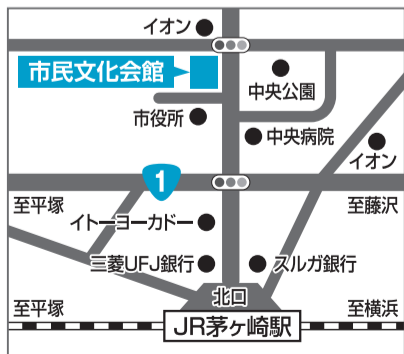 イオン
市民文化会館
中央公園
市役所
中央病院
イオン
1
至平塚
至藤沢
イトーヨーカドー
三菱UFJ銀行
スルガ銀行
北口
至平塚
至横浜
JR茅ヶ崎駅